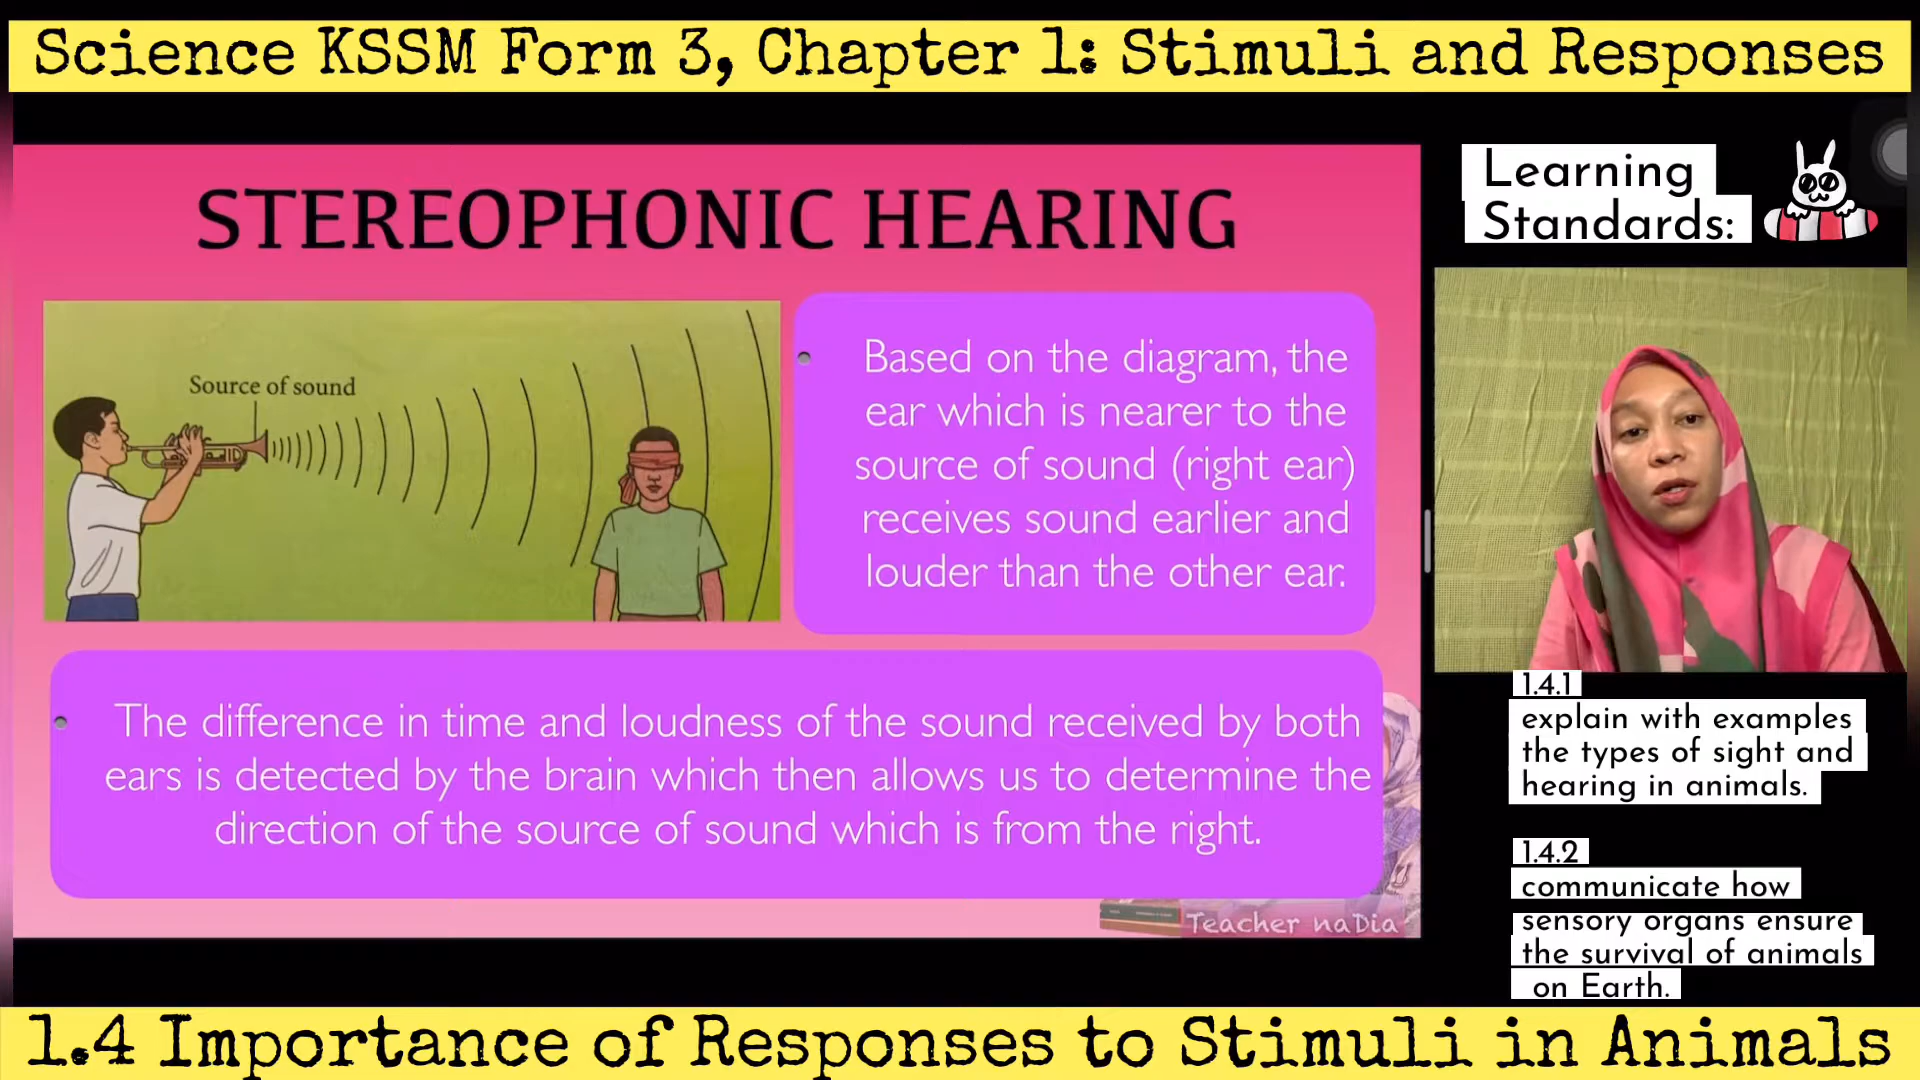 Science KSSM Form 3, Chapter 1: Stimuli and Responses
STEREOPHONIC HEARING
Source of sound
Based on the diagram, the
ear which is nearer to the
source of sound (right ear)
receives sound earlier and
louder than the other ear.
The difference in time and loudness of the sound received by both
ears is detected by the brain which then allows us to determine the
direction of the source of sound which is from the right.
Teacher naDia
Learning
Standards:
1.4.1
explain with examples
the types of sight and
hearing in animals.
1.4.2
communicate how
sensory organs ensure
the survival of animals
on Earth.
1.4 Importance of Responses to Stimuli in Animals